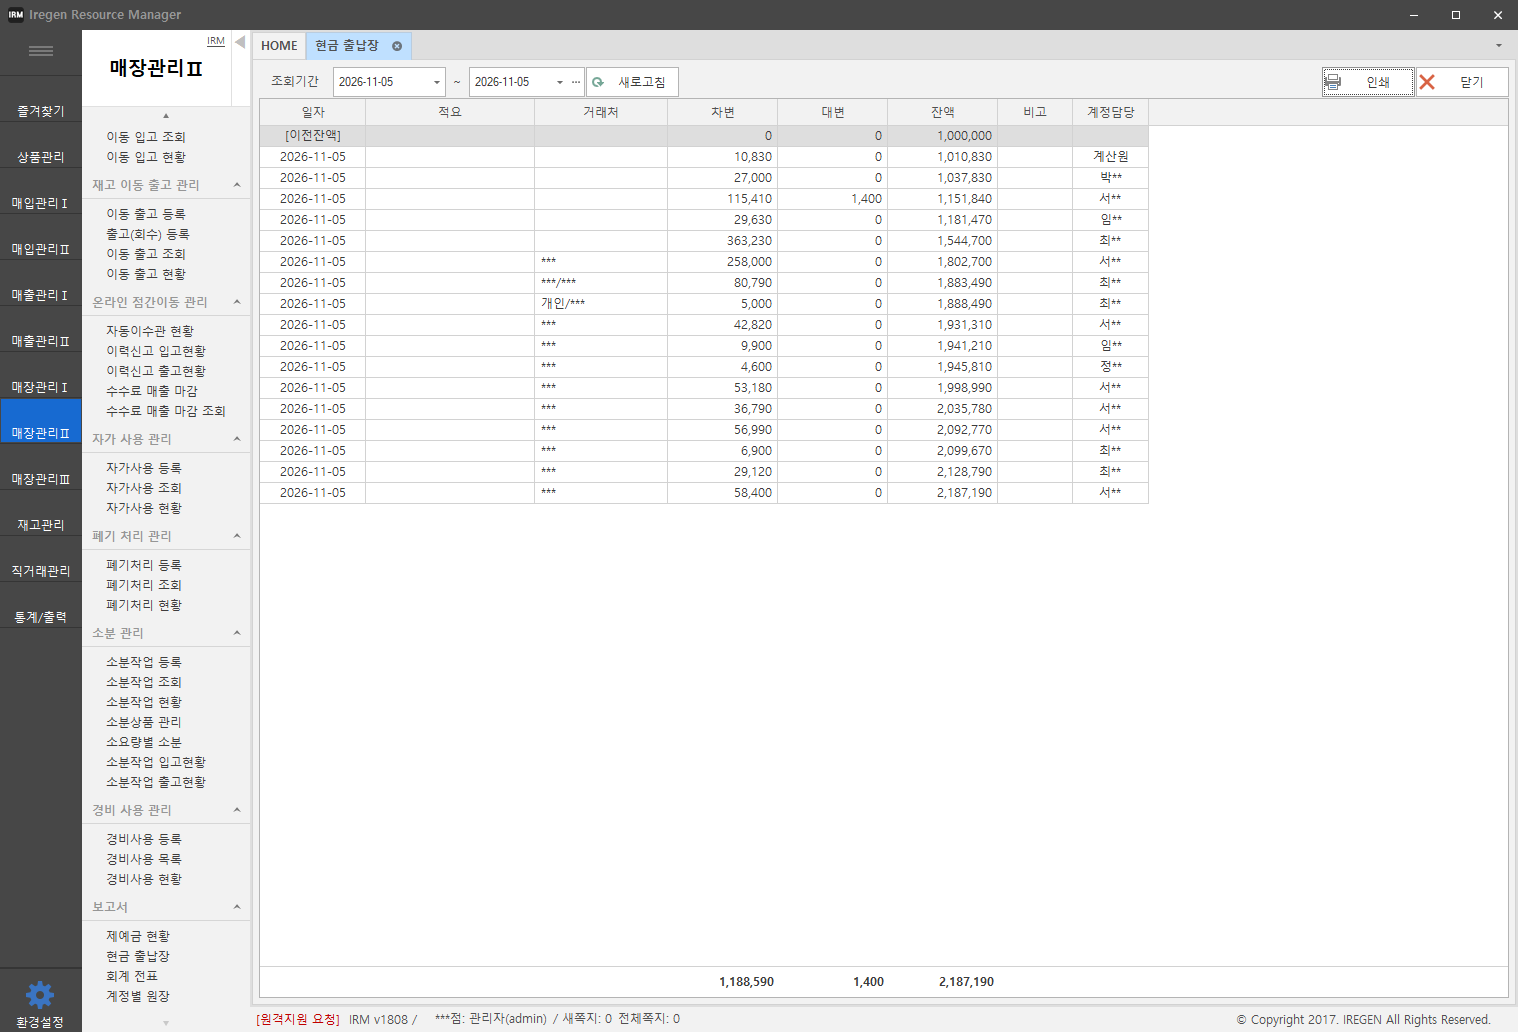 IRM Iregen Resource Manager
즐겨찾기
상품관리
매입관리Ⅰ
매입관리Ⅱ
매출관리Ⅰ
매출관리Ⅱ
매장관리Ⅰ
매장관리Ⅱ
매장관리Ⅲ
재고관리
직거래관리
통계/출력
환경설정
IRM
매장관리Ⅱ
이동 입고 조회
이동 입고 현황
재고 이동 출고 관리
이동 출고 등록
출고(회수) 등록
이동 출고 조회
이동 출고 현황
온라인 점간이동 관리
자동이수관 현황
이력신고 입고현황
이력신고 출고현황
수수료 매출 마감
수수료 매출 마감 조회
자가 사용 관리
자가사용 등록
자가사용 조회
자가사용 현황
폐기 처리 관리
폐기처리 등록
폐기처리 조회
폐기처리 현황
소분 관리
소분작업 등록
소분작업 조회
소분작업 현황
소분상품 관리
소요량별 소분
소분작업 입고현황
소분작업 출고현황
경비 사용 관리
경비사용 등록
경비사용 목록
경비사용 현황
보고서
제예금 현황
현금 출납장
회계 전표
계정별 원장
HOME 현금 출납장
조회기간 2026-11-05 ~ 2026-11-05 ... 새로고침 인쇄 닫기
일자 적요 거래처 차변 대변 잔액 비고 계정담당
[이전잔액] 0 0 1,000,000
2026-11-05 10,830 0 1,010,830 계산원
2026-11-05 27,000 0 1,037,830 박**
2026-11-05 115,410 1,400 1,151,840 서**
2026-11-05 29,630 0 1,181,470 임**
2026-11-05 363,230 0 1,544,700 최**
2026-11-05 *** 258,000 0 1,802,700 서**
2026-11-05 ***/*** 80,790 0 1,883,490 최**
2026-11-05 개인/*** 5,000 0 1,888,490 최**
2026-11-05 *** 42,820 0 1,931,310 서**
2026-11-05 *** 9,900 0 1,941,210 임**
2026-11-05 *** 4,600 0 1,945,810 정**
2026-11-05 *** 53,180 0 1,998,990 서**
2026-11-05 *** 36,790 0 2,035,780 서**
2026-11-05 *** 56,990 0 2,092,770 서**
2026-11-05 *** 6,900 0 2,099,670 최**
2026-11-05 *** 29,120 0 2,128,790 최**
2026-11-05 *** 58,400 0 2,187,190 서**
1,188,590 1,400 2,187,190
[원격지원 요청] IRM v1808 / ***점: 관리자(admin) / 새쪽지: 0 전체쪽지: 0 © Copyright 2017. IREGEN All Rights Reserved.